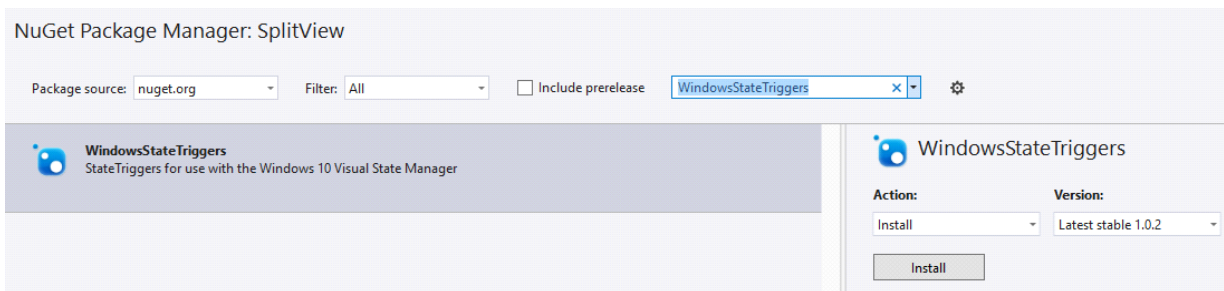 NuGet Package Manager: SplitView
Package source: nuget.org Filter: All Include prerelease WindowsStateTriggers
WindowsStateTriggers
StateTriggers for use with the Windows 10 Visual State Manager
WindowsStateTriggers
Action: Version:
Install Latest stable 1.0.2
Install